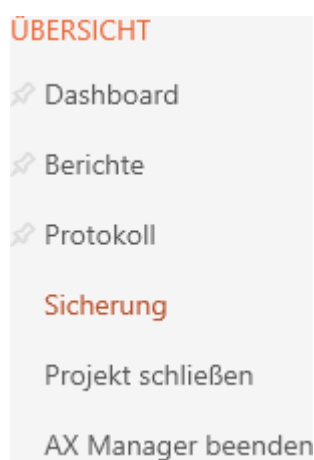 ÜBERSICHT
Dashboard
Berichte
Protokoll
Sicherung
Projekt schließen
AX Manager beenden